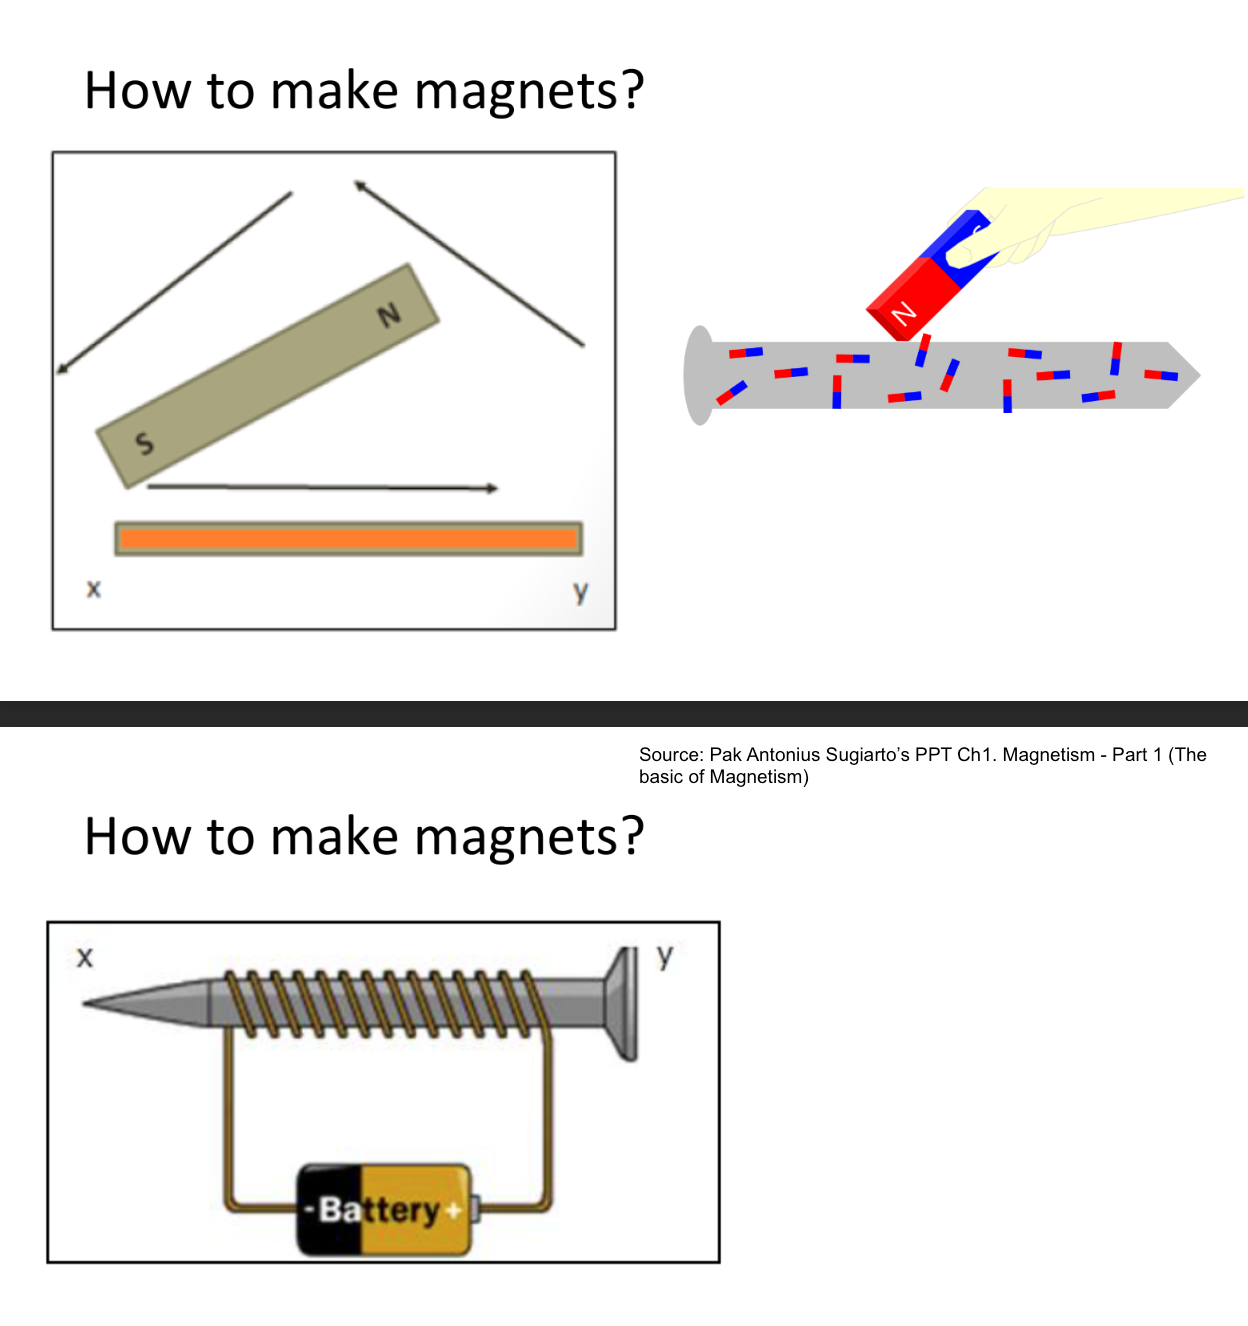 How to make magnets?
N
S
x
y
N
Source: Pak Antonius Sugiarto’s PPT Ch1. Magnetism - Part 1 (The
basic of Magnetism)
How to make magnets?
x
y
-Battery+